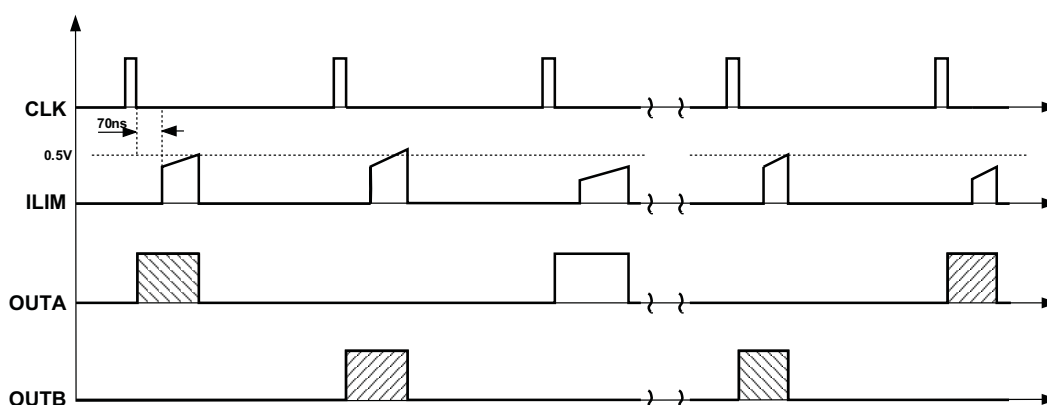 CLK
70ns
0.5V
ILIM
OUTA
OUTB